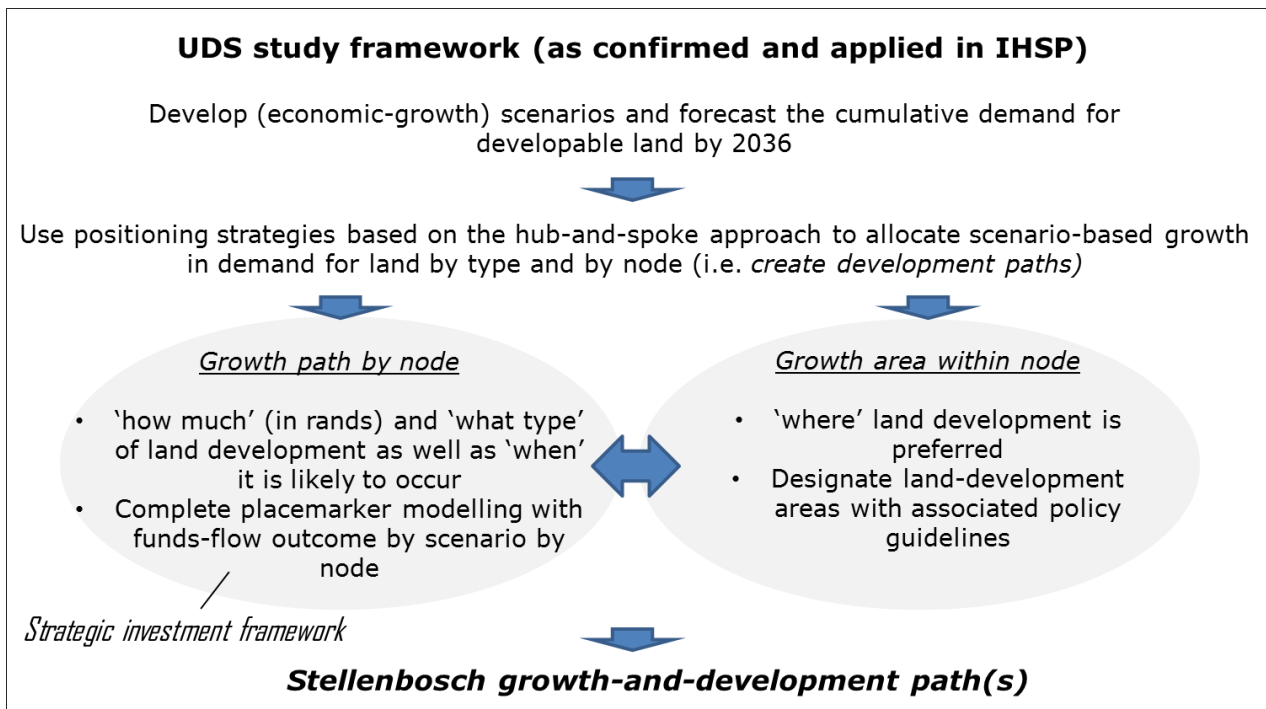 UDS study framework (as confirmed and applied in IHSP)
Develop (economic-growth) scenarios and forecast the cumulative demand for
developable land by 2036
Use positioning strategies based on the hub-and-spoke approach to allocate scenario-based growth
in demand for land by type and by node (i.e. create development paths)
Growth path by node
• ‘how much’ (in rands) and ‘what type’
of land development as well as ‘when’
it is likely to occur
• Complete placemarker modelling with
funds-flow outcome by scenario by
node
Strategic investment framework
Growth area within node
• ‘where’ land development is
preferred
• Designate land-development
areas with associated policy
guidelines
Stellenbosch growth-and-development path(s)